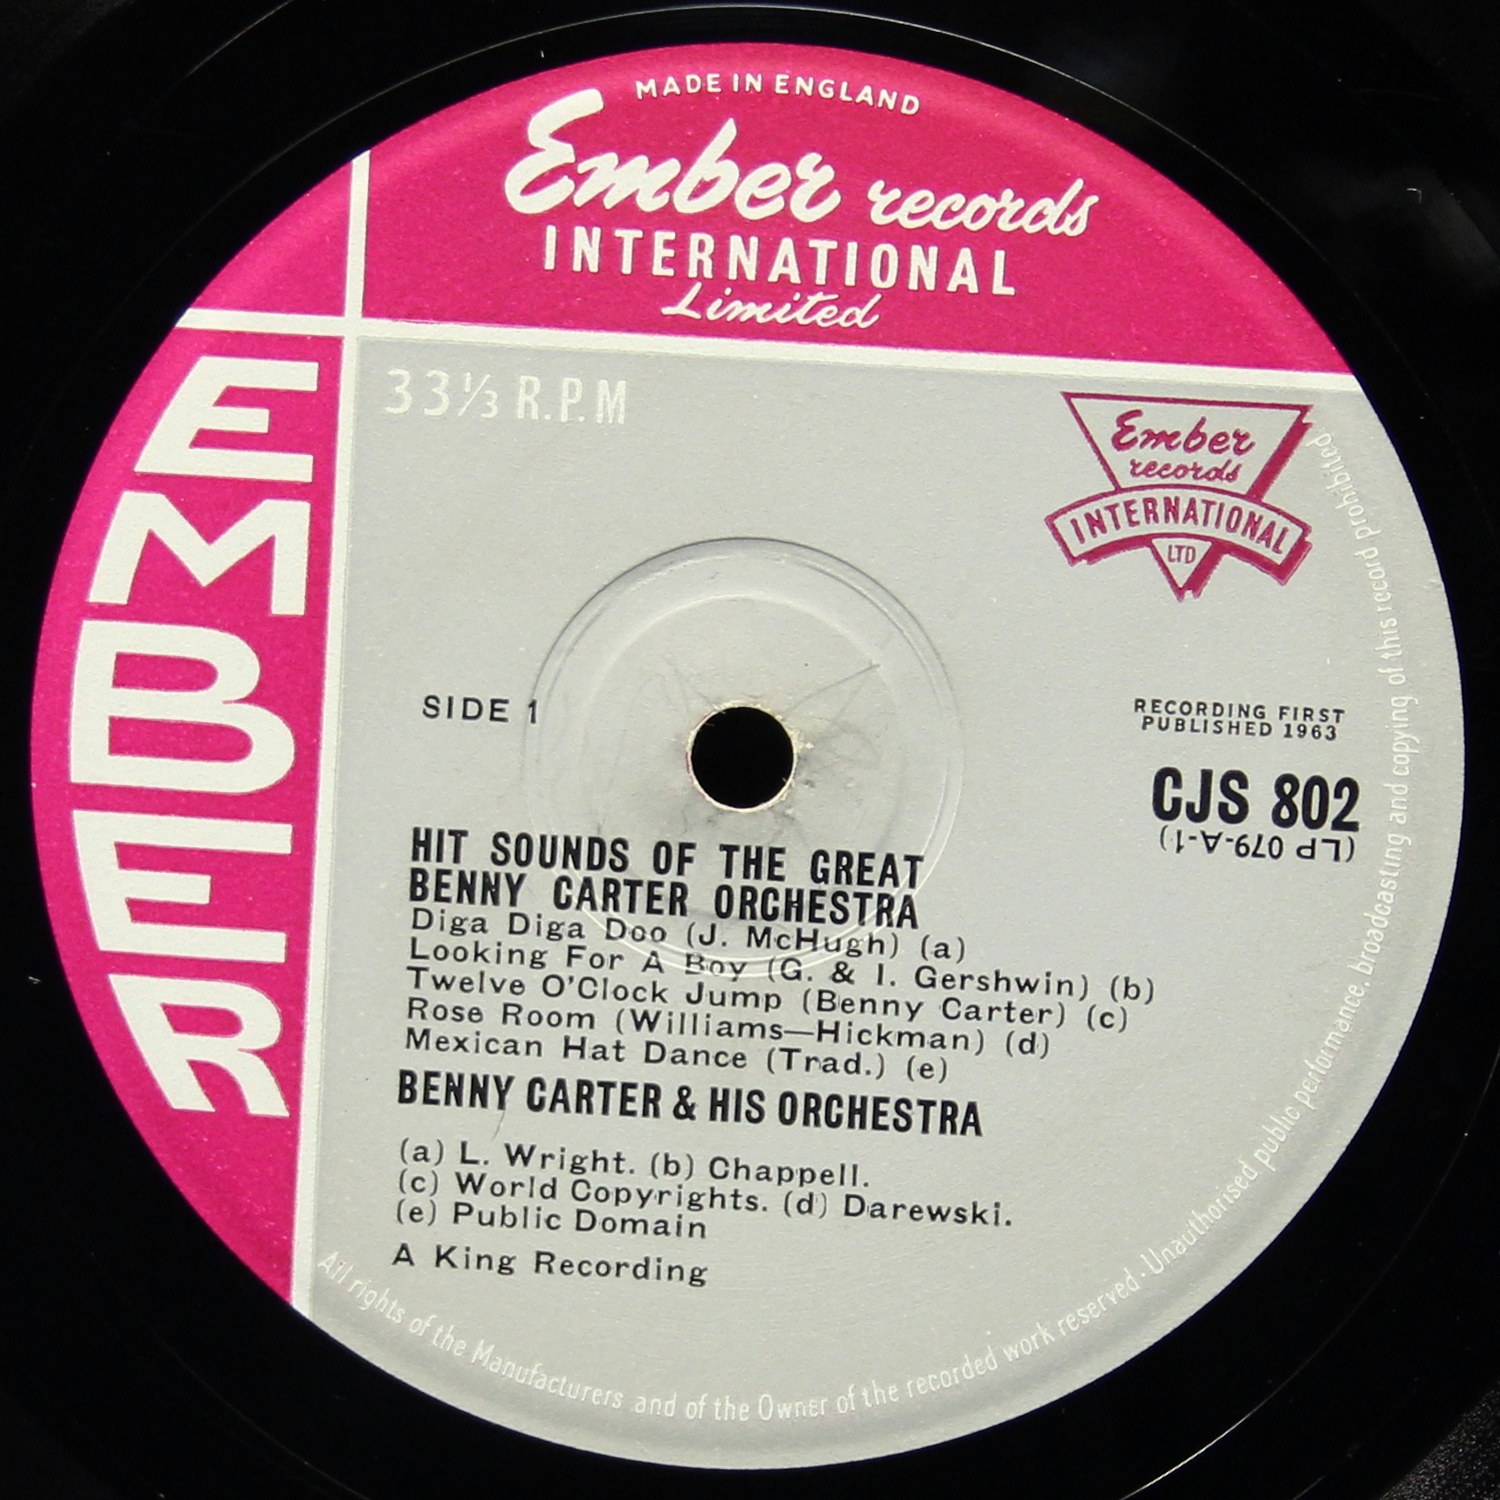 MADE IN ENGLAND
Ember records
INTERNATIONAL
Limited
EMBER
33⅓ R.P.M
Ember
records
INTERNATIONAL
LTD
SIDE 1
RECORDING FIRST
PUBLISHED 1963
CJS 802
(LP 079-A-1)
HIT SOUNDS OF THE GREAT
BENNY CARTER ORCHESTRA
Diga Diga Doo (J. McHugh) (a)
Looking For A Boy (G. & I. Gershwin) (b)
Twelve O'Clock Jump (Benny Carter) (c)
Rose Room (Williams—Hickman) (d)
Mexican Hat Dance (Trad.) (e)
BENNY CARTER & HIS ORCHESTRA
(a) L. Wright. (b) Chappell.
(c) World Copyrights. (d) Darewski.
(e) Public Domain
A King Recording
All rights of the Manufacturers and of the Owner of the recorded work reserved. Unauthorised public performance, broadcasting and copying of this record prohibited.